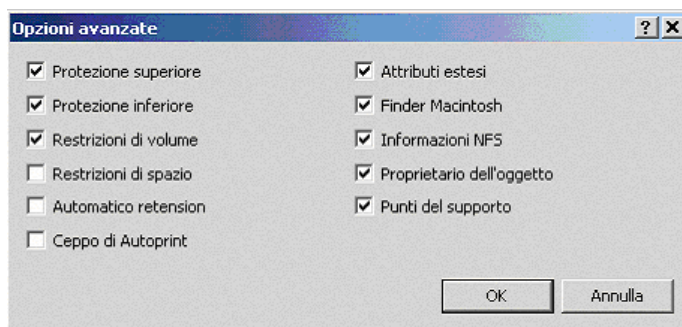 Opzioni avanzate
Protezione superiore
Protezione inferiore
Restrizioni di volume
Restrizioni di spazio
Automatico retension
Ceppo di Autoprint
Attributi estesi
Finder Macintosh
Informazioni NFS
Proprietario dell'oggetto
Punti del supporto
OK
Annulla